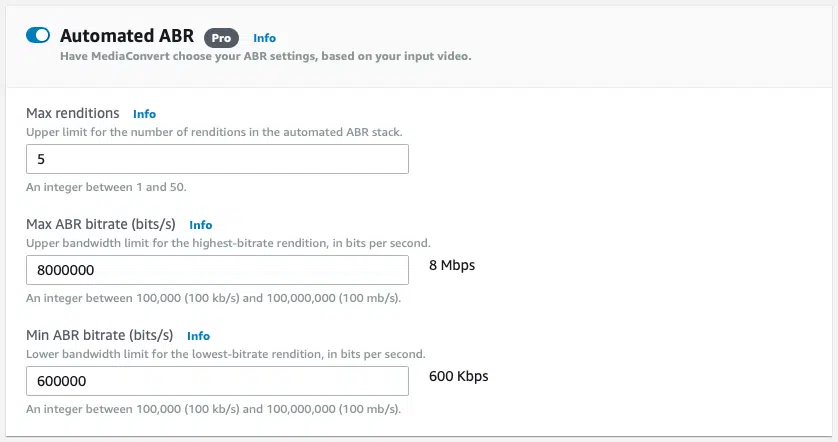 Automated ABR Pro Info
Have MediaConvert choose your ABR settings, based on your input video.
Max renditions Info
Upper limit for the number of renditions in the automated ABR stack.
5
An integer between 1 and 50.
Max ABR bitrate (bits/s) Info
Upper bandwidth limit for the highest-bitrate rendition, in bits per second.
8000000 8 Mbps
An integer between 100,000 (100 kb/s) and 100,000,000 (100 mb/s).
Min ABR bitrate (bits/s) Info
Lower bandwidth limit for the lowest-bitrate rendition, in bits per second.
600000 600 Kbps
An integer between 100,000 (100 kb/s) and 100,000,000 (100 mb/s).